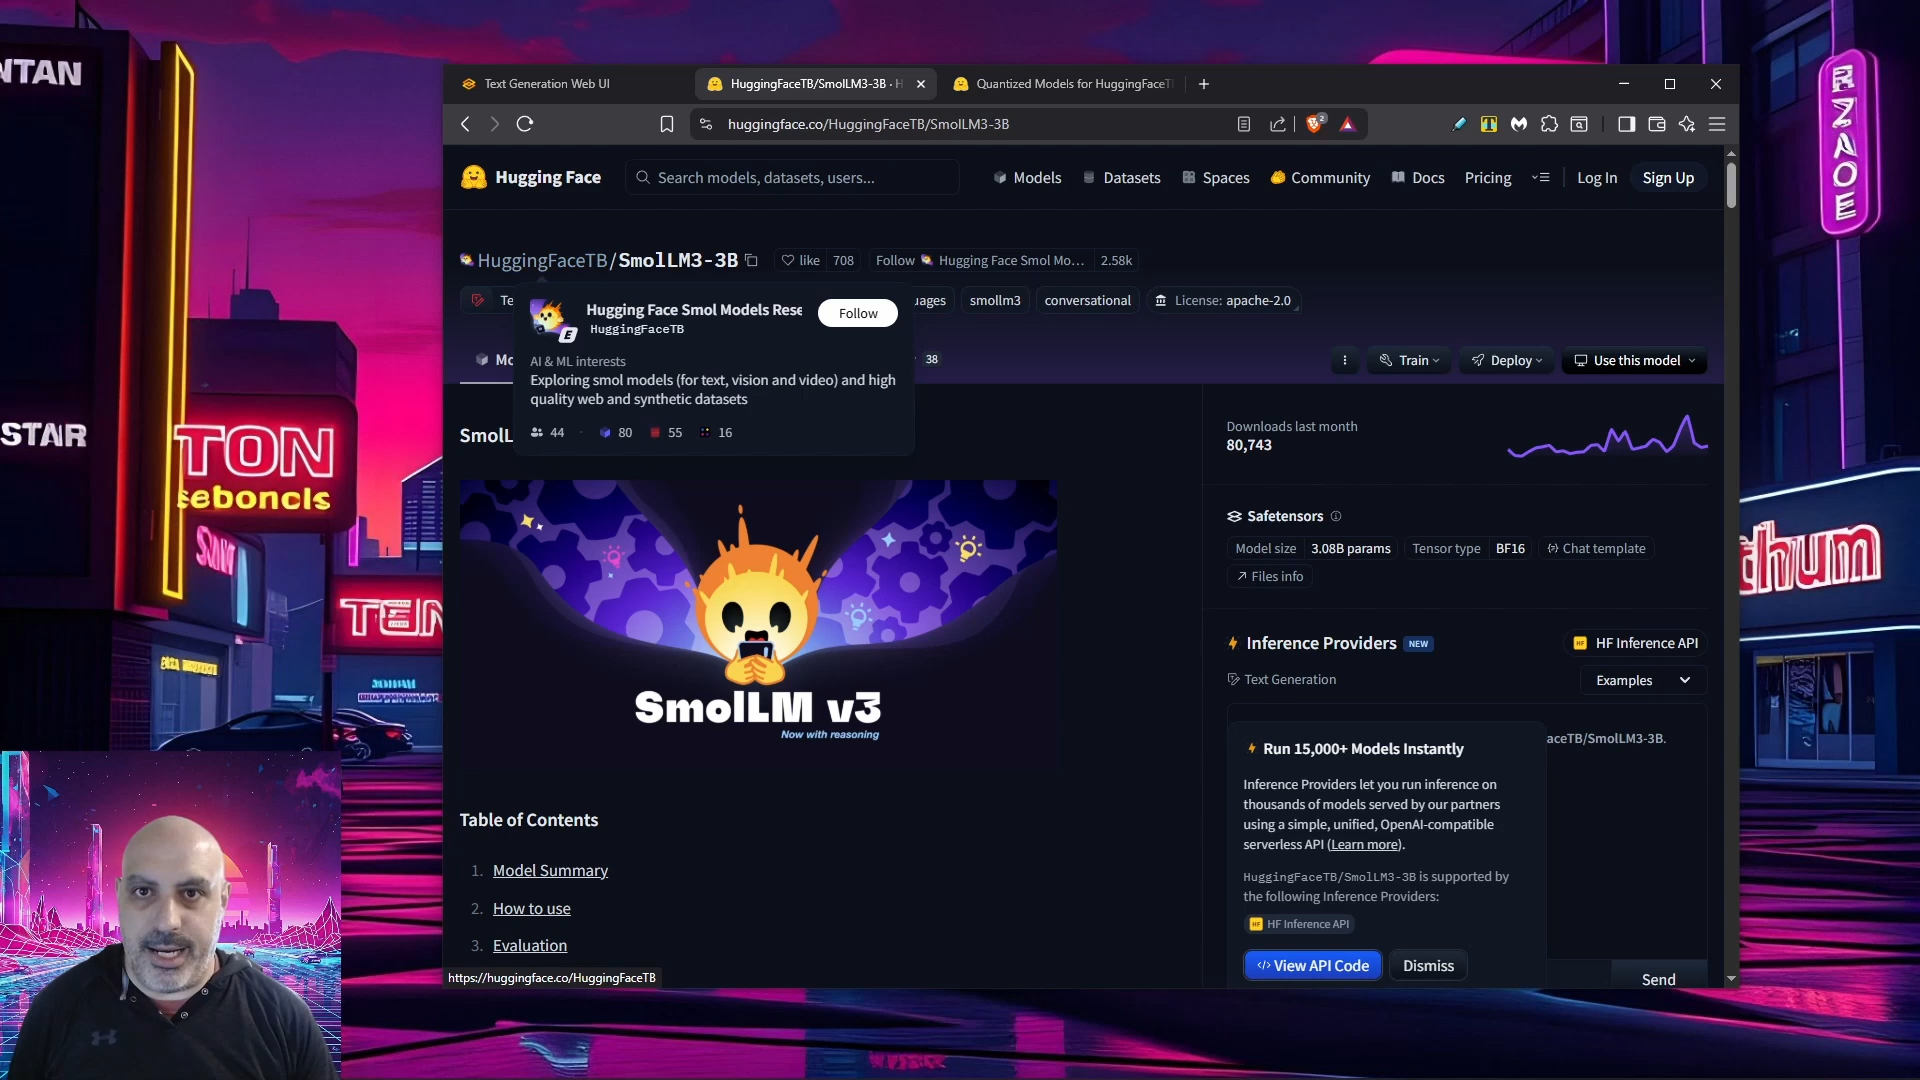 NTAN
STAR
TON
seboncls
Text Generation Web UI
HuggingFaceTB/SmolLM3-3B · H
Quantized Models for HuggingFaceT
huggingface.co/HuggingFaceTB/SmolLM3-3B
2
Hugging Face
Search models, datasets, users...
Models
Datasets
Spaces
Community
Docs
Pricing
Log In
Sign Up
HuggingFaceTB/SmolLM3-3B
like 708
Follow Hugging Face Smol Mo... 2.58k
Te
uages
smollm3
conversational
License: apache-2.0
Hugging Face Smol Models Rese
HuggingFaceTB
Follow
E
AI & ML interests
Exploring smol models (for text, vision and video) and high
quality web and synthetic datasets
44 · 80 55 16
Mo
38
Train
Deploy
Use this model
SmolL
SmolLM v3
Now with reasoning
Table of Contents
1. Model Summary
2. How to use
3. Evaluation
https://huggingface.co/HuggingFaceTB
Downloads last month
80,743
Safetensors
Model size 3.08B params
Tensor type BF16
Chat template
Files info
Inference Providers NEW
HF Inference API
Text Generation
Examples
aceTB/SmolLM3-3B.
Run 15,000+ Models Instantly
Inference Providers let you run inference on
thousands of models served by our partners
using a simple, unified, OpenAI-compatible
serverless API (Learn more).
HuggingFaceTB/SmolLM3-3B is supported by
the following Inference Providers:
HF Inference API
View API Code
Dismiss
Send
thum